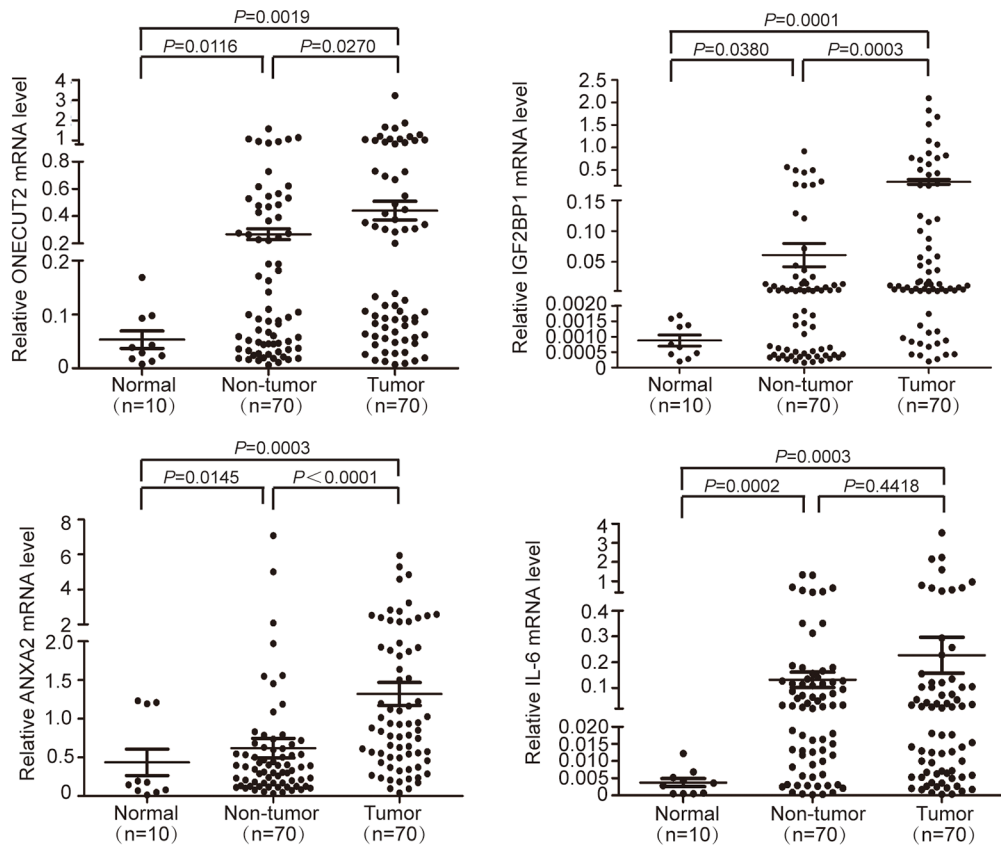 P=0.0019
P=0.0116
P=0.0270
Relative ONECUT2 mRNA level
4
3
2
1
0.8
0.6
0.4
0.2
0.2
0.1
0
Normal
(n=10)
Non-tumor
(n=70)
Tumor
(n=70)
P=0.0001
P=0.0380
P=0.0003
Relative IGF2BP1 mRNA level
2.5
2.0
1.5
1.0
0.5
0.15
0.10
0.05
0.0020
0.0015
0.0010
0.0005
0
Normal
(n=10)
Non-tumor
(n=70)
Tumor
(n=70)
P=0.0003
P=0.0145
P<0.0001
Relative ANXA2 mRNA level
8
6
4
2
2.0
1.5
1.0
0.5
0
Normal
(n=10)
Non-tumor
(n=70)
Tumor
(n=70)
P=0.0003
P=0.0002
P=0.4418
Relative IL-6 mRNA level
4
3
2
1
0.4
0.3
0.2
0.1
0.020
0.015
0.010
0.005
0
Normal
(n=10)
Non-tumor
(n=70)
Tumor
(n=70)